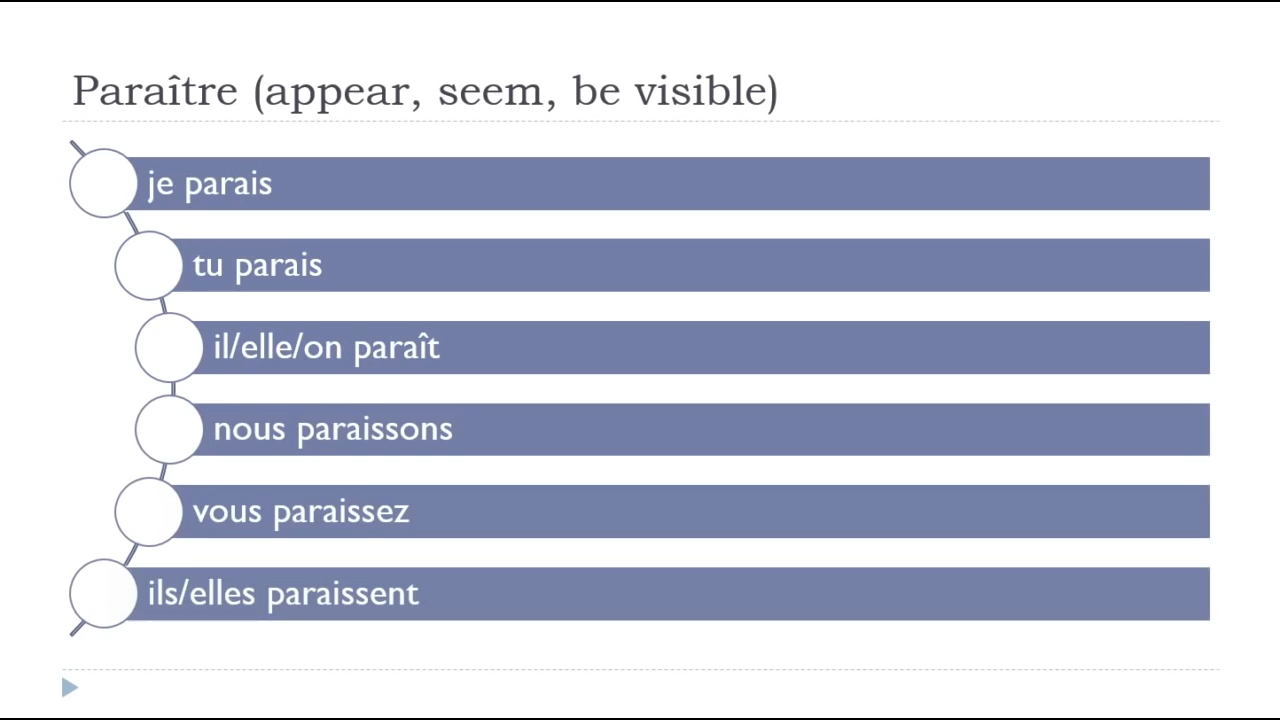 Paraître (appear, seem, be visible)
je parais
tu parais
il/elle/on paraît
nous paraissons
vous paraissez
ils/elles paraissent